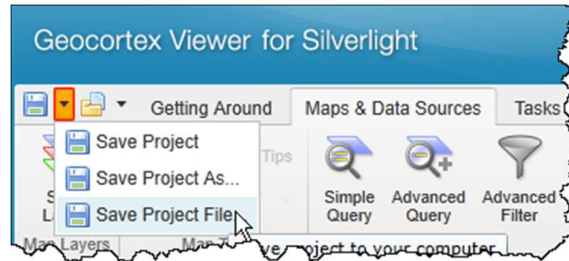 Geocortex Viewer for Silverlight
Getting Around
Maps & Data Sources
Tasks
Save Project
Save Project As...
Save Project File
Tips
Simple Query
Advanced Query
Advanced Filter
Map Layers
project to your computer